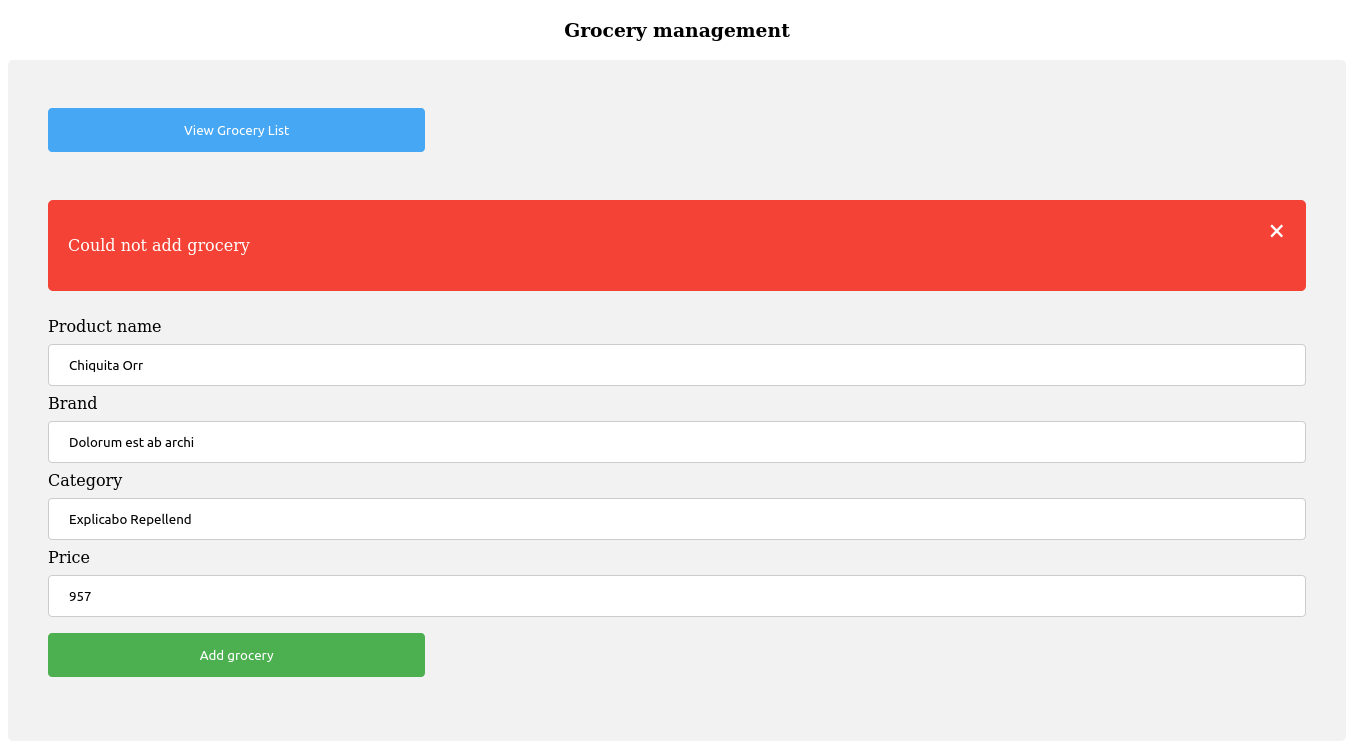 Grocery management
View Grocery List
Could not add grocery
×
Product name
Chiquita Orr
Brand
Dolorum est ab archi
Category
Explicabo Repellend
Price
957
Add grocery